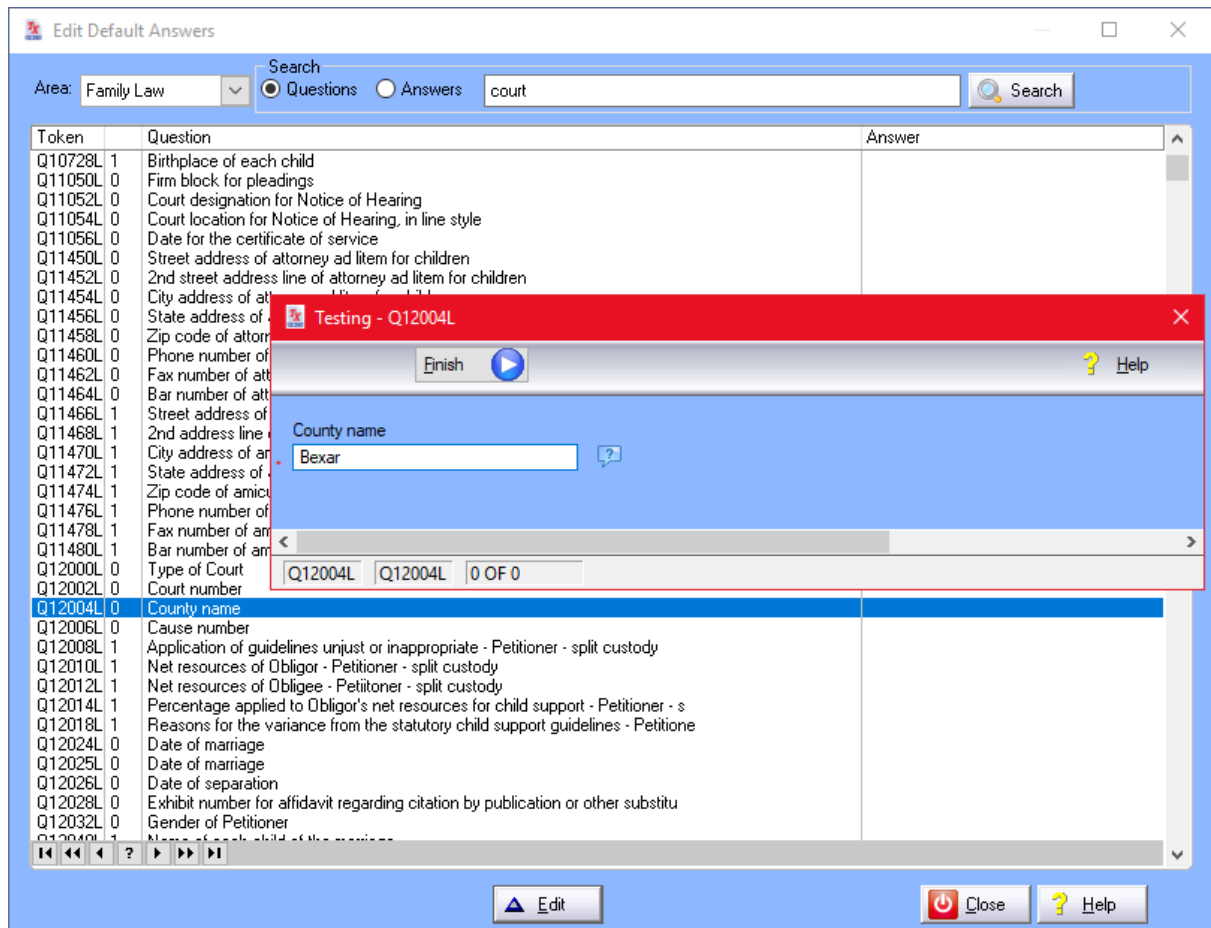 Edit Default Answers
Area: Family Law Search Questions Answers court Search
Token Question Answer
Q10728L 1 Birthplace of each child
Q11050L 0 Firm block for pleadings
Q11052L 0 Court designation for Notice of Hearing
Q11054L 0 Court location for Notice of Hearing, in line style
Q11056L 0 Date for the certificate of service
Q11450L 0 Street address of attorney ad litem for children
Q11452L 0 2nd street address line of attorney ad litem for children
Q11454L 0 City address of
Q11456L 0 State address of
Q11458L 0 Zip code of attorn
Q11460L 0 Phone number of
Q11462L 0 Fax number of att
Q11464L 0 Bar number of att
Q11466L 1 Street address of
Q11468L 1 2nd address line
Q11470L 1 City address of am
Q11472L 1 State address of
Q11474L 1 Zip code of amicu
Q11476L 1 Phone number of
Q11478L 1 Fax number of am
Q11480L 1 Bar number of am
Q12000L 0 Type of Court
Q12002L 0 Court number
Q12004L 0 County name
Q12006L 0 Cause number
Q12008L 1 Application of guidelines unjust or inappropriate - Petitioner - split custody
Q12010L 1 Net resources of Obligor - Petitioner - split custody
Q12012L 1 Net resources of Obligee - Petiitoner - split custody
Q12014L 1 Percentage applied to Obligor's net resources for child support - Petitioner - s
Q12018L 1 Reasons for the variance from the statutory child support guidelines - Petitione
Q12024L 0 Date of marriage
Q12025L 0 Date of marriage
Q12026L 0 Date of separation
Q12028L 0 Exhibit number for affidavit regarding citation by publication or other substitu
Q12032L 0 Gender of Petitioner
Testing - Q12004L
Finish Help
County name
Bexar
Q12004L Q12004L 0 OF 0
Edit Close Help